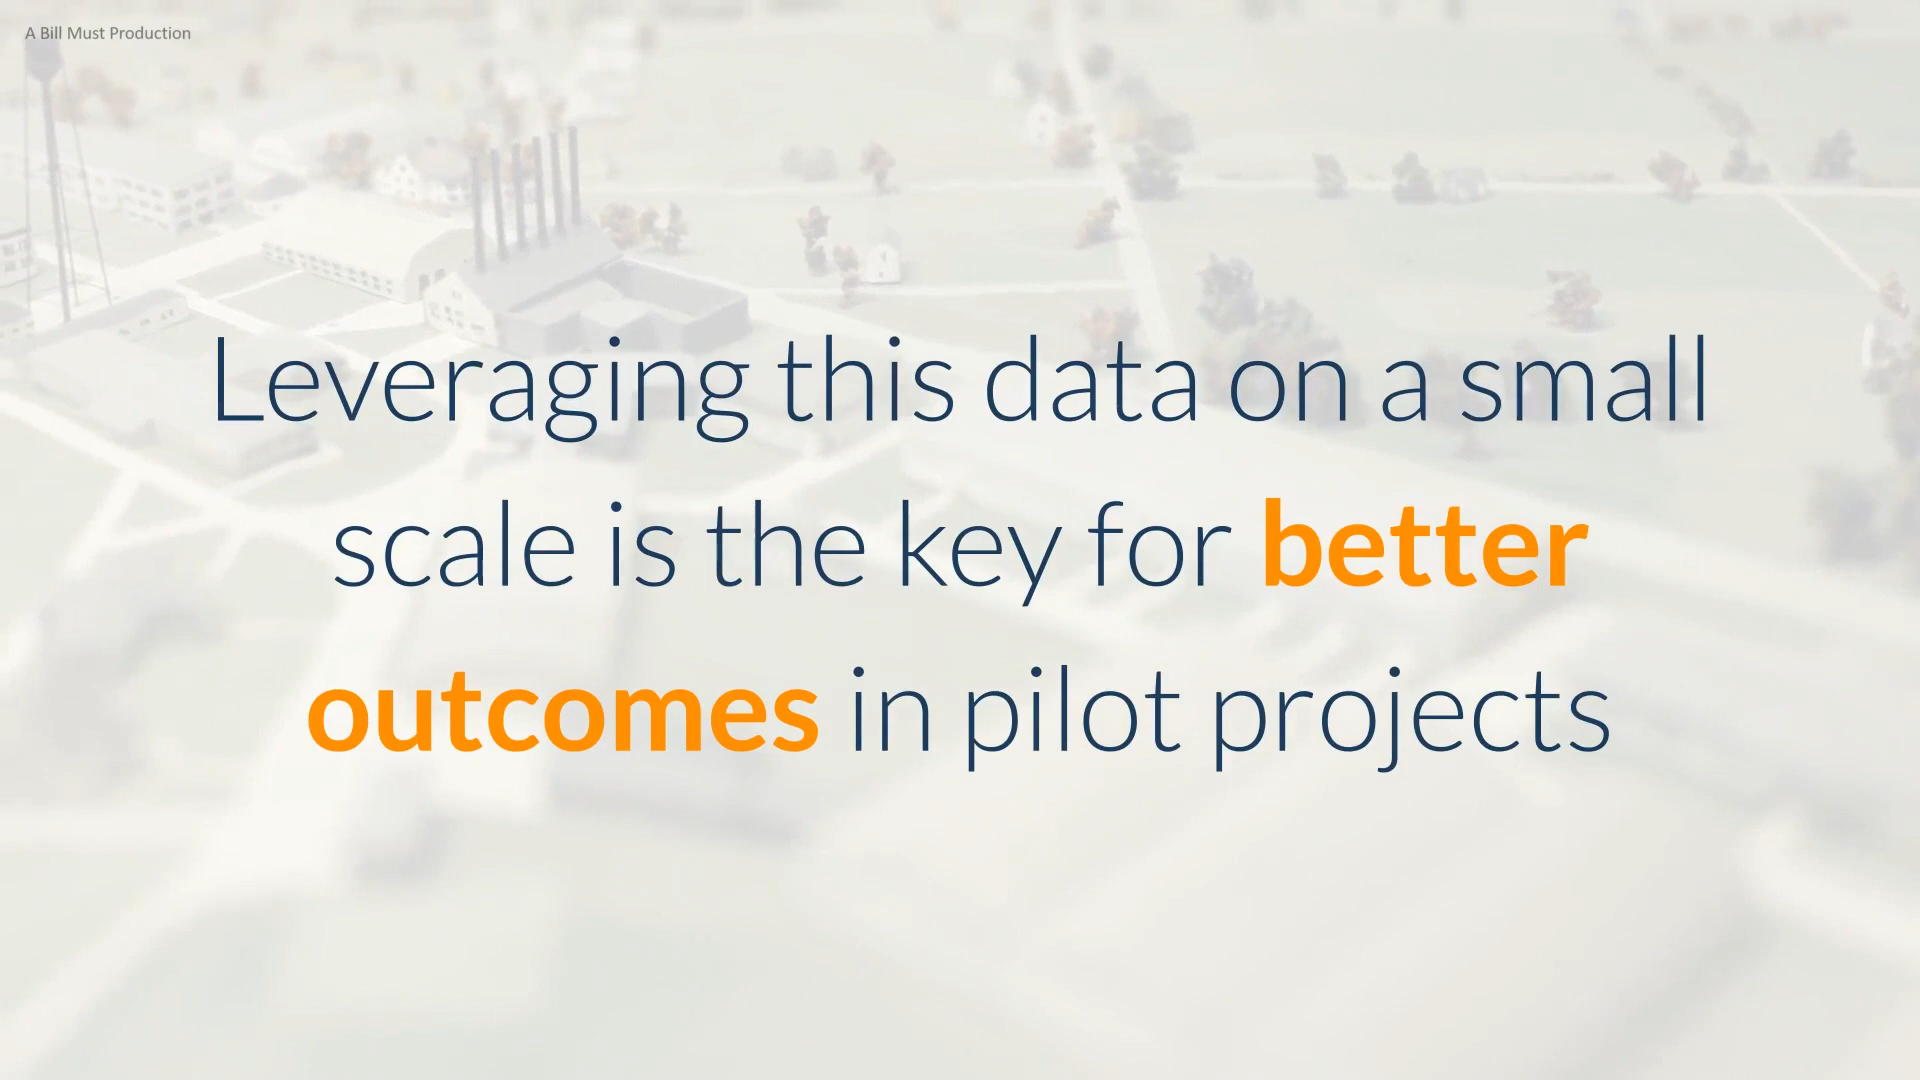 A Bill Must Production
Leveraging this data on a small
scale is the key for better
outcomes in pilot projects